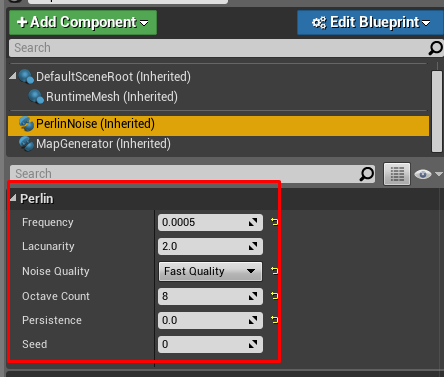 + Add Component
Edit Blueprint
Search
DefaultSceneRoot (Inherited)
RuntimeMesh (Inherited)
PerlinNoise (Inherited)
MapGenerator (Inherited)
Search
Perlin
Frequency 0.0005
Lacunarity 2.0
Noise Quality Fast Quality
Octave Count 8
Persistence 0.0
Seed 0